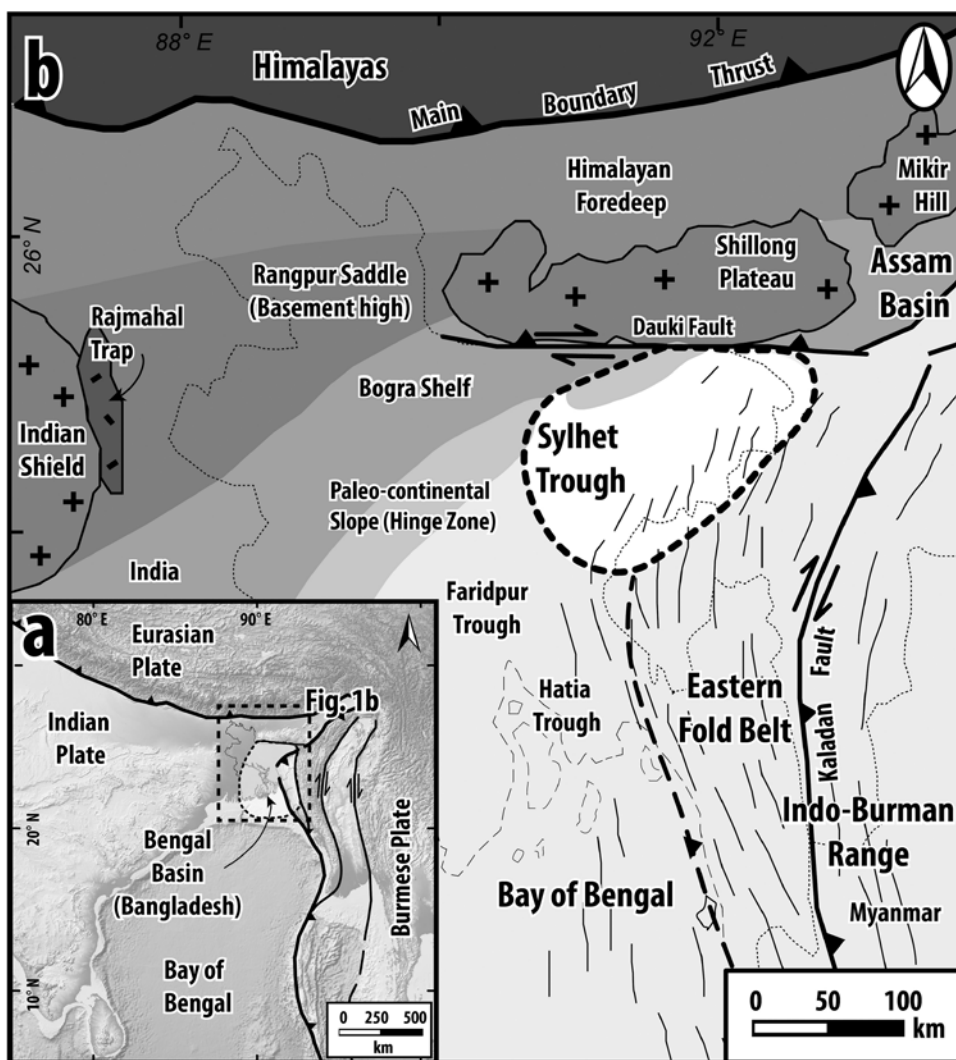 b
88° E
92° E
Himalayas
Main Boundary Thrust
Himalayan
Foredeep
Mikir
Hill
26° N
Rangpur Saddle
(Basement high)
Shillong
Plateau
Assam
Basin
Rajmahal
Trap
Dauki Fault
Bogra Shelf
Indian
Shield
Sylhet
Trough
Paleo-continental
Slope (Hinge Zone)
India
Faridpur
Trough
Hatia
Trough
Eastern
Fold Belt
Kaladan Fault
Indo-Burman
Range
Bay of Bengal
Myanmar
0 50 100
km
a
80° E
90° E
Eurasian
Plate
Fig. 1b
Indian
Plate
20° N
Bengal
Basin
(Bangladesh)
Burmese Plate
Bay of
Bengal
10° N
0 250 500
km